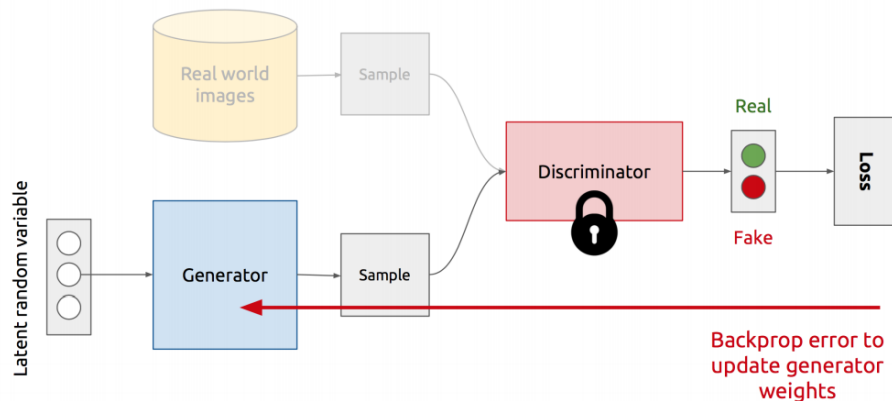 Real world
images
Sample
Real
Discriminator
Loss
Fake
Latent random variable
Generator
Sample
Backprop error to
update generator
weights